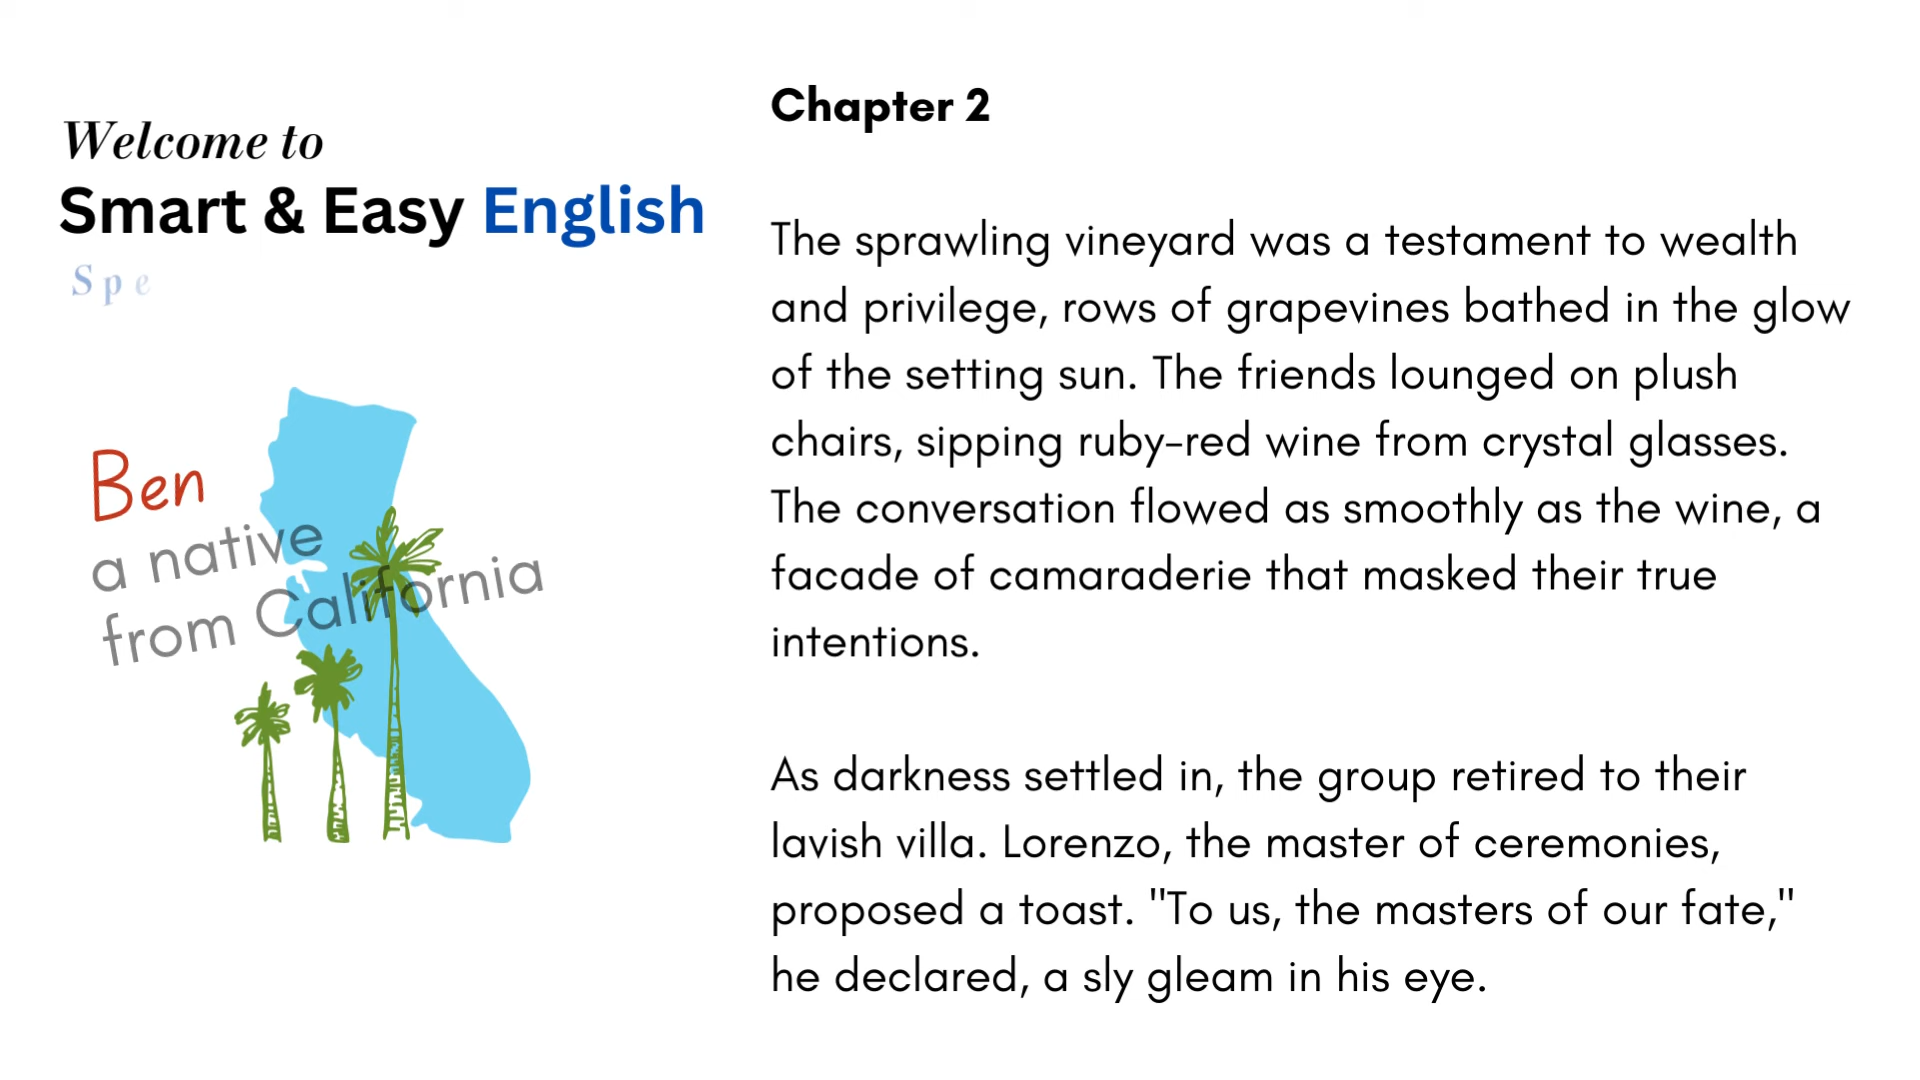 Welcome to
Smart & Easy English
Spe
Ben
a native
from California
Chapter 2
The sprawling vineyard was a testament to wealth
and privilege, rows of grapevines bathed in the glow
of the setting sun. The friends lounged on plush
chairs, sipping ruby-red wine from crystal glasses.
The conversation flowed as smoothly as the wine, a
facade of camaraderie that masked their true
intentions.
As darkness settled in, the group retired to their
lavish villa. Lorenzo, the master of ceremonies,
proposed a toast. "To us, the masters of our fate,"
he declared, a sly gleam in his eye.